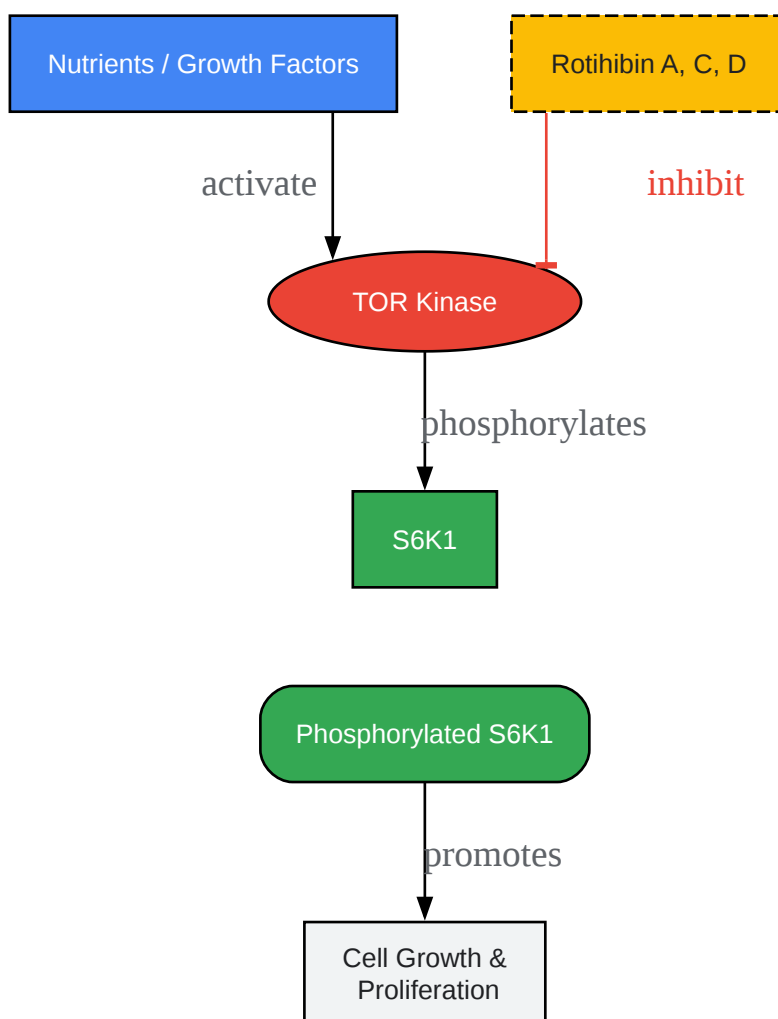 Nutrients / Growth Factors
Rotihibin A, C, D
activate
inhibit
TOR Kinase
phosphorylates
S6K1
Phosphorylated S6K1
promotes
Cell Growth &
Proliferation